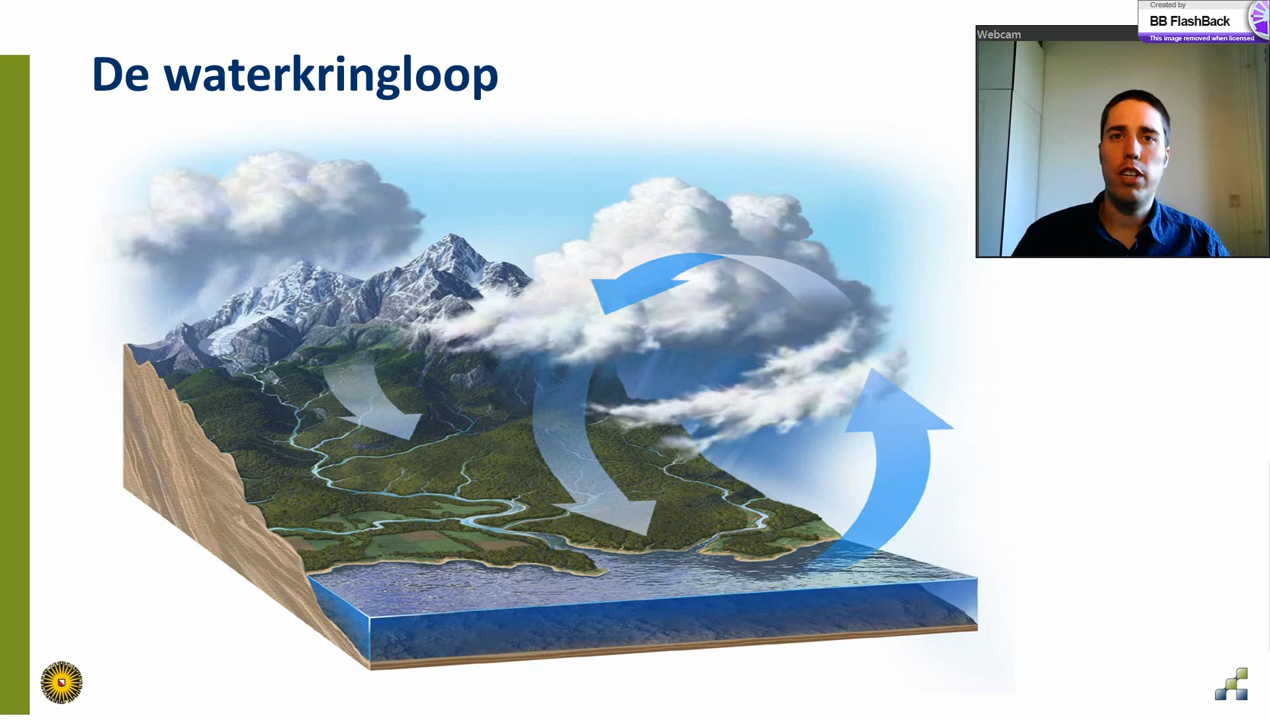 De waterkringloop
Created by
BB FlashBack
This image removed when licensed
Webcam